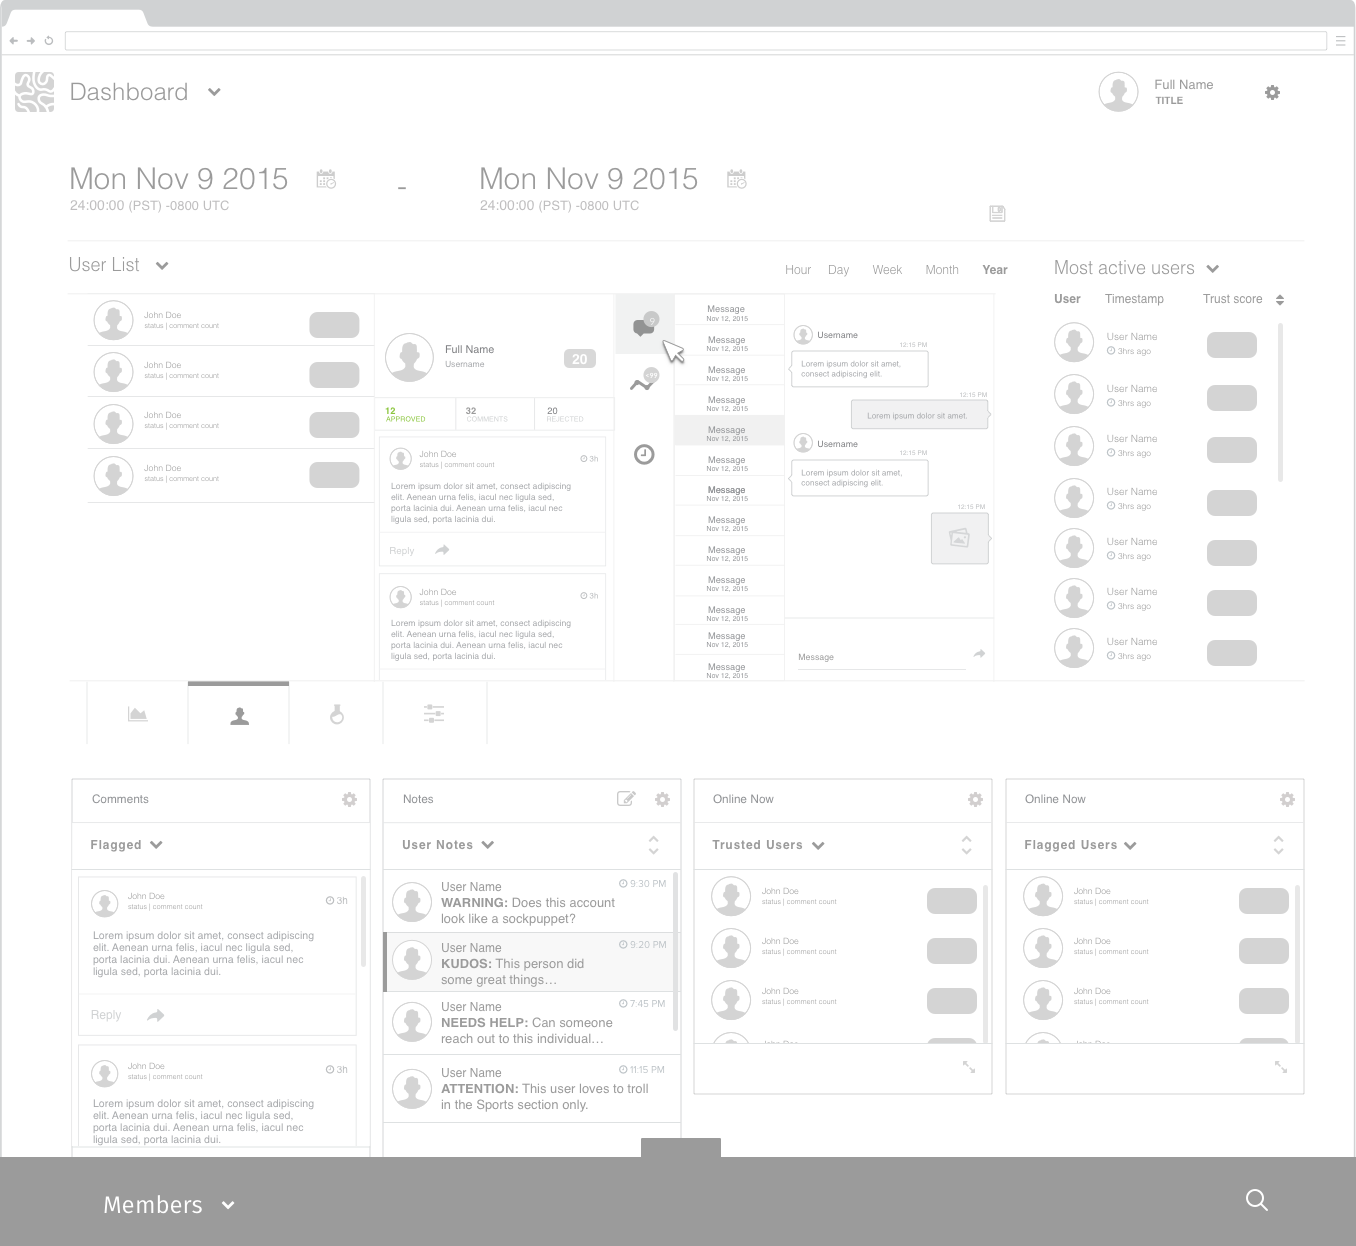 Dashboard
Full Name
TITLE
Mon Nov 9 2015
-
Mon Nov 9 2015
24:00:00 (PST) -0800 UTC
24:00:00 (PST) -0800 UTC
User List
Hour Day Week Month Year
Most active users
User Timestamp Trust score
John Doe
status | comment count
John Doe
status | comment count
John Doe
status | comment count
John Doe
status | comment count
Full Name
Username
20
12
APPROVED
32
COMMENTS
20
REJECTED
John Doe
status | comment count
3h
Lorem ipsum dolor sit amet, consect adipiscing
elit. Aenean urna felis, iacul nec ligula sed,
porta lacinia dui. Aenean urna felis, iacul nec
ligula sed, porta lacinia dui.
Reply
John Doe
status | comment count
3h
Lorem ipsum dolor sit amet, consect adipiscing
elit. Aenean urna felis, iacul nec ligula sed,
porta lacinia dui. Aenean urna felis, iacul nec
ligula sed, porta lacinia dui.
9
<99
Message
Nov 12, 2015
Message
Nov 12, 2015
Message
Nov 12, 2015
Message
Nov 12, 2015
Message
Nov 12, 2015
Message
Nov 12, 2015
Message
Nov 12, 2015
Message
Nov 12, 2015
Message
Nov 12, 2015
Message
Nov 12, 2015
Message
Nov 12, 2015
Message
Nov 12, 2015
Message
Nov 12, 2015
Username
12:15 PM
Lorem ipsum dolor sit amet,
consect adipiscing elit.
12:15 PM
Lorem ipsum dolor sit amet.
Username
12:15 PM
Lorem ipsum dolor sit amet,
consect adipiscing elit.
12:15 PM
Message
User Name
3hrs ago
User Name
3hrs ago
User Name
3hrs ago
User Name
3hrs ago
User Name
3hrs ago
User Name
3hrs ago
User Name
3hrs ago
Comments
Flagged
John Doe
status | comment count
3h
Lorem ipsum dolor sit amet, consect adipiscing
elit. Aenean urna felis, iacul nec ligula sed,
porta lacinia dui. Aenean urna felis, iacul nec
ligula sed, porta lacinia dui.
Reply
John Doe
status | comment count
3h
Lorem ipsum dolor sit amet, consect adipiscing
elit. Aenean urna felis, iacul nec ligula sed,
porta lacinia dui. Aenean urna felis, iacul nec
ligula sed, porta lacinia dui.
Notes
User Notes
User Name
9:30 PM
WARNING: Does this account
look like a sockpuppet?
User Name
9:20 PM
KUDOS: This person did
some great things...
User Name
7:45 PM
NEEDS HELP: Can someone
reach out to this individual...
User Name
11:15 PM
ATTENTION: This user loves to troll
in the Sports section only.
Online Now
Trusted Users
John Doe
status | comment count
John Doe
status | comment count
John Doe
status | comment count
John Doe
Online Now
Flagged Users
John Doe
status | comment count
John Doe
status | comment count
John Doe
status | comment count
John Doe
Members